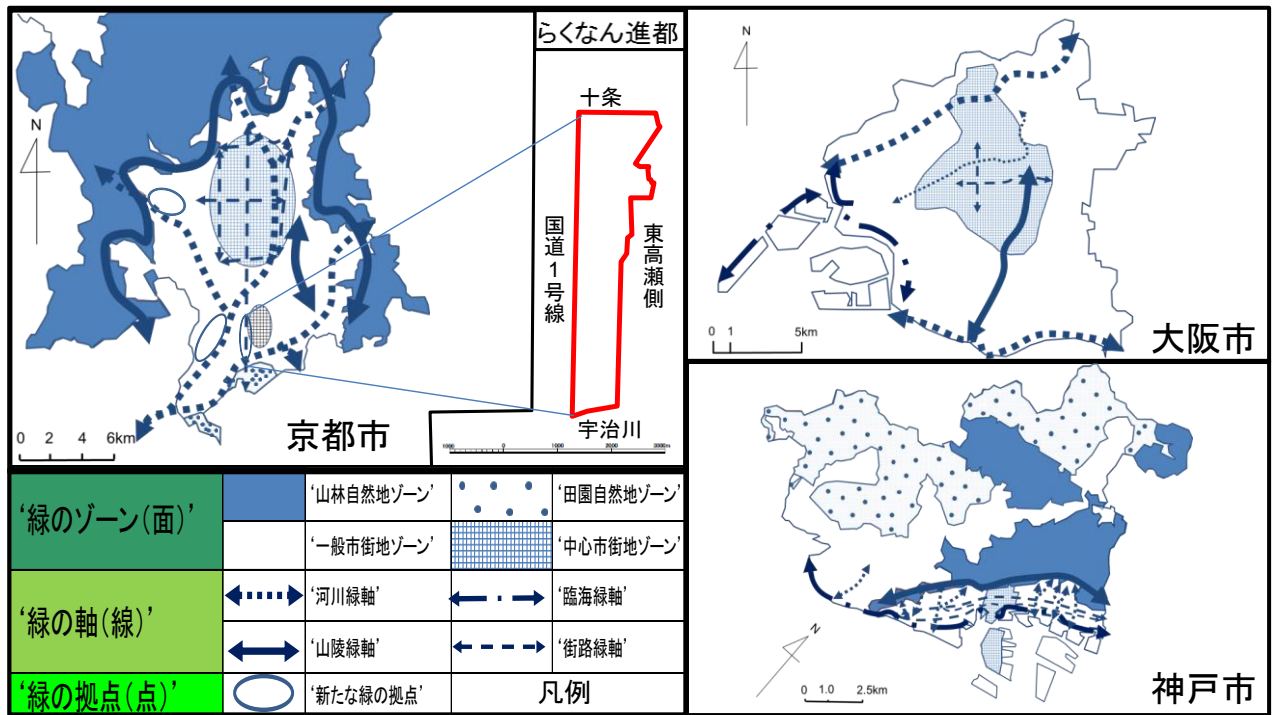 らくなん進都
N
十条
国道1号線
東高瀬側
宇治川
1000 0 1000 2000 3000m
0 2 4 6km
京都市
N
0 1 5km
大阪市
N
0 1.0 2.5km
神戸市
‘緑のゾーン(面)’
‘山林自然地ゾーン’
‘田園自然地ゾーン’
‘一般市街地ゾーン’
‘中心市街地ゾーン’
‘緑の軸(線)’
‘河川緑軸’
‘臨海緑軸’
‘山陵緑軸’
‘街路緑軸’
‘緑の拠点(点)’
‘新たな緑の拠点’
凡例